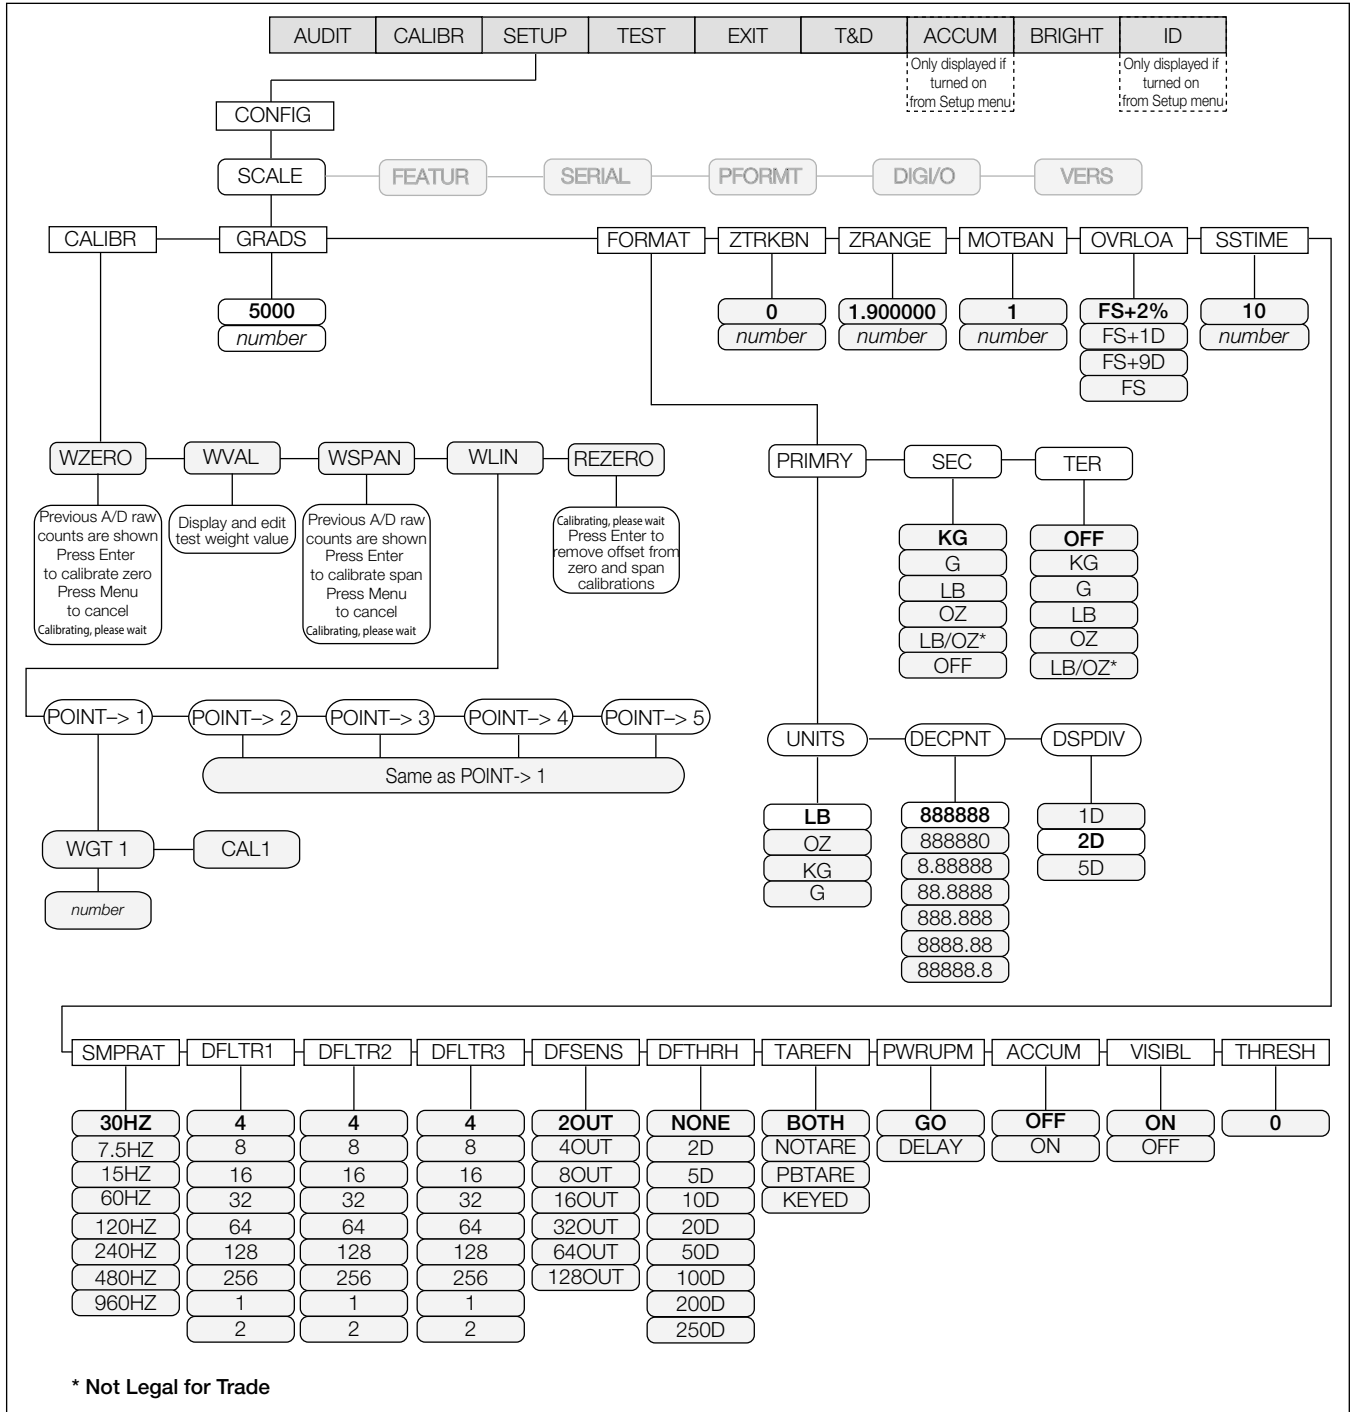 AUDIT CALIBR SETUP TEST EXIT T&D ACCUM BRIGHT ID
Only displayed if
turned on
from Setup menu
Only displayed if
turned on
from Setup menu
CONFIG
SCALE FEATUR SERIAL PFORMT DIGI/O VERS
CALIBR GRADS FORMAT ZTRKBN ZRANGE MOTBAN OVRLOA SSTIME
5000 0 1.900000 1 FS+2% 10
number number number number FS+1D number
FS+9D
FS
WZERO WVAL WSPAN WLIN REZERO
Previous A/D raw
counts are shown
Press Enter
to calibrate zero
Press Menu
to cancel
Calibrating, please wait
Display and edit
test weight value
Previous A/D raw
counts are shown
Press Enter
to calibrate span
Press Menu
to cancel
Calibrating, please wait
Calibrating, please wait
Press Enter to
remove offset from
zero and span
calibrations
PRIMRY SEC TER
KG OFF
G KG
LB G
OZ LB
LB/OZ* OZ
OFF LB/OZ*
POINT–> 1 POINT–> 2 POINT–> 3 POINT–> 4 POINT–> 5
Same as POINT-> 1
WGT 1 CAL1
number
UNITS DECPNT DSPDIV
LB 888888 1D
OZ 888880 2D
KG 8.88888 5D
G 88.8888
888.888
8888.88
88888.8
SMPRAT DFLTR1 DFLTR2 DFLTR3 DFSENS DFTHRH TAREFN PWRUPM ACCUM VISIBL THRESH
30HZ 4 4 4 2OUT NONE BOTH GO OFF ON 0
7.5HZ 8 8 8 4OUT 2D NOTARE DELAY ON OFF
15HZ 16 16 16 8OUT 5D PBTARE
60HZ 32 32 32 16OUT 10D KEYED
120HZ 64 64 64 32OUT 20D
240HZ 128 128 128 64OUT 50D
480HZ 256 256 256 128OUT 100D
960HZ 1 1 1 200D
2 2 2 250D
* Not Legal for Trade